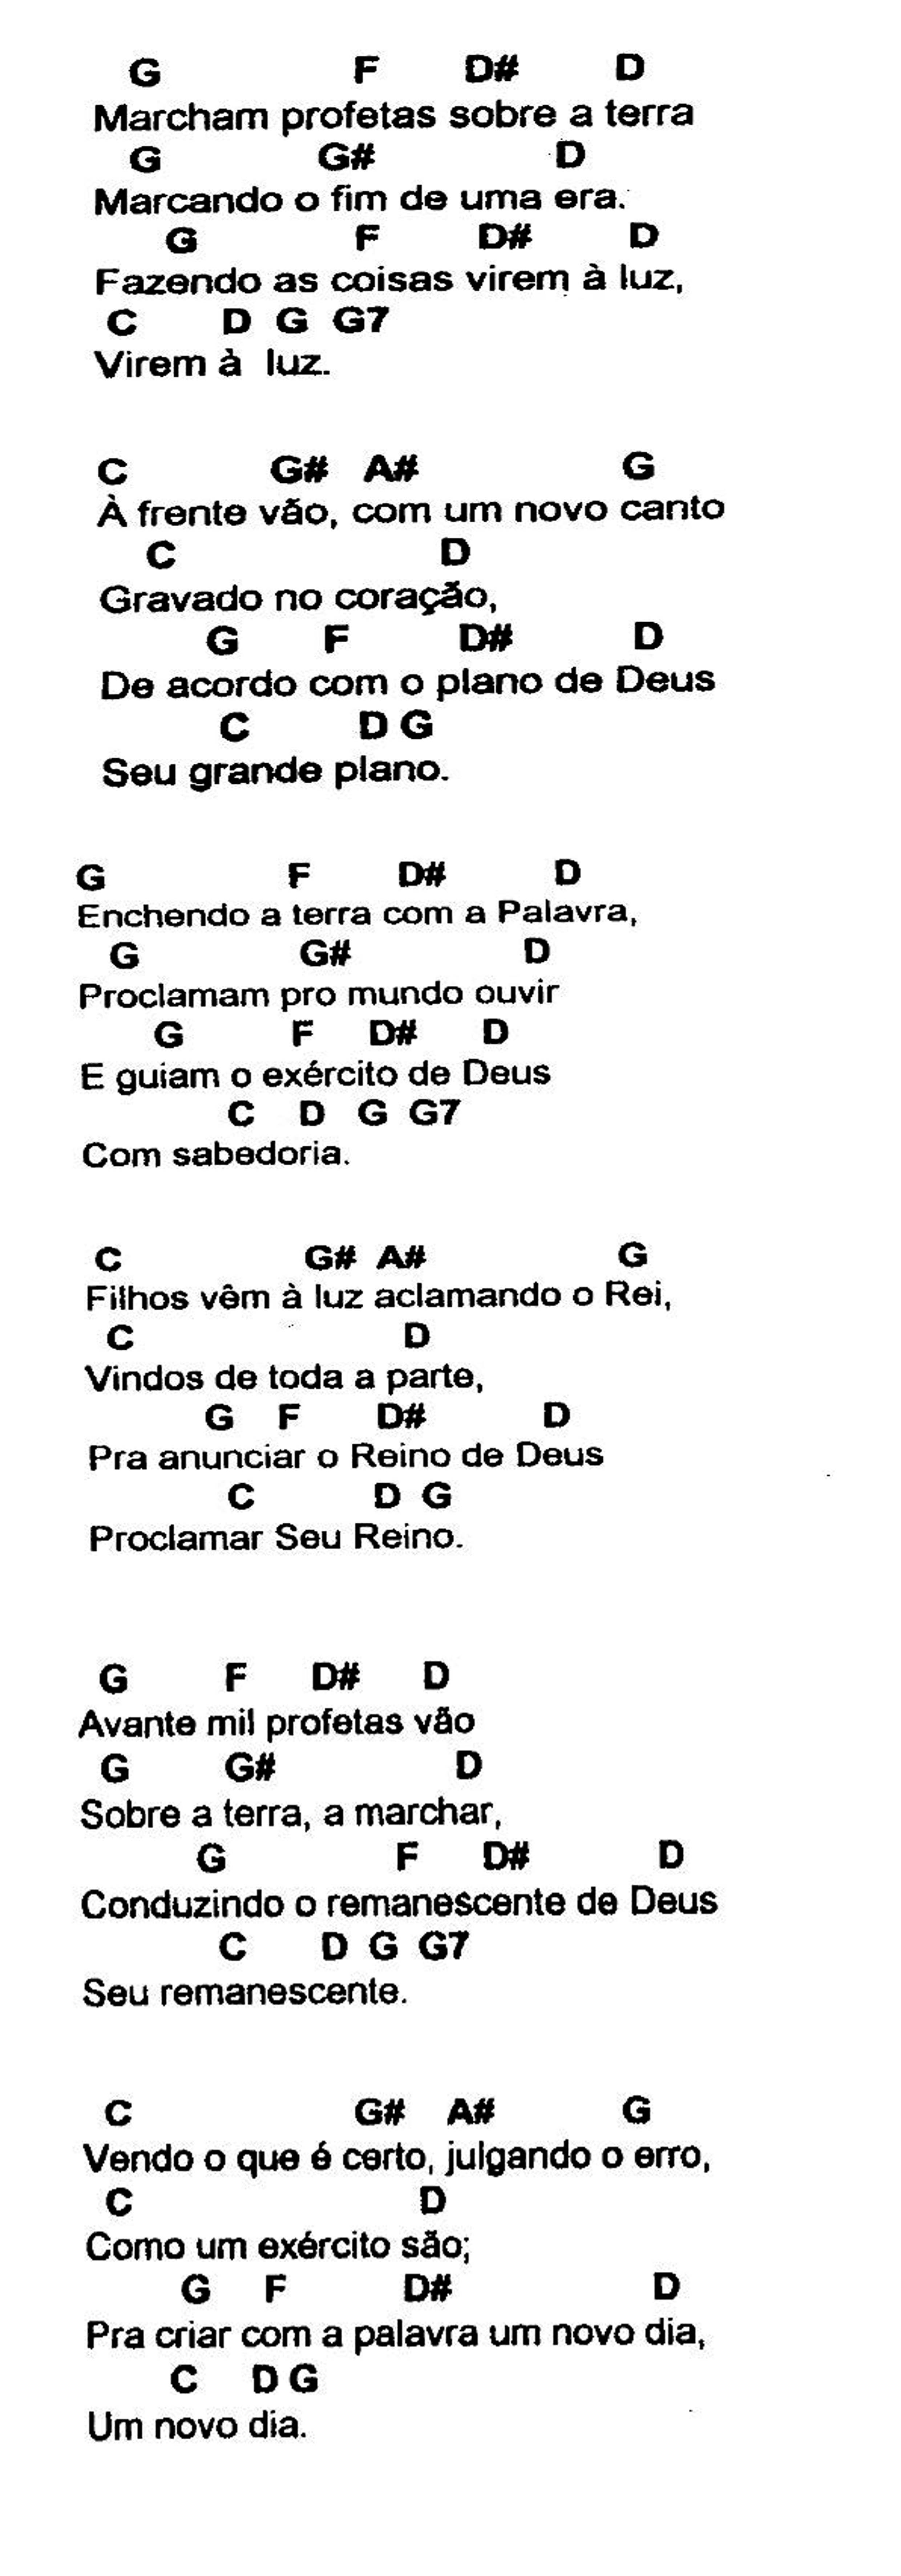 G F D# D
Marcham profetas sobre a terra
G G# D
Marcando o fim de uma era.
G F D# D
Fazendo as coisas virem à luz,
C D G G7
Virem à luz.
C G# A# G
À frente vão, com um novo canto
C D
Gravado no coração,
G F D# D
De acordo com o plano de Deus
C D G
Seu grande plano.
G F D# D
Enchendo a terra com a Palavra,
G G# D
Proclamam pro mundo ouvir
G F D# D
E guiam o exército de Deus
C D G G7
Com sabedoria.
C G# A# G
Filhos vêm à luz aclamando o Rei,
C D
Vindos de toda a parte,
G F D# D
Pra anunciar o Reino de Deus
C D G
Proclamar Seu Reino.
G F D# D
Avante mil profetas vão
G G# D
Sobre a terra, a marchar,
G F D# D
Conduzindo o remanescente de Deus
C D G G7
Seu remanescente.
C G# A# G
Vendo o que é certo, julgando o erro,
C D
Como um exército são;
G F D# D
Pra criar com a palavra um novo dia,
C D G
Um novo dia.